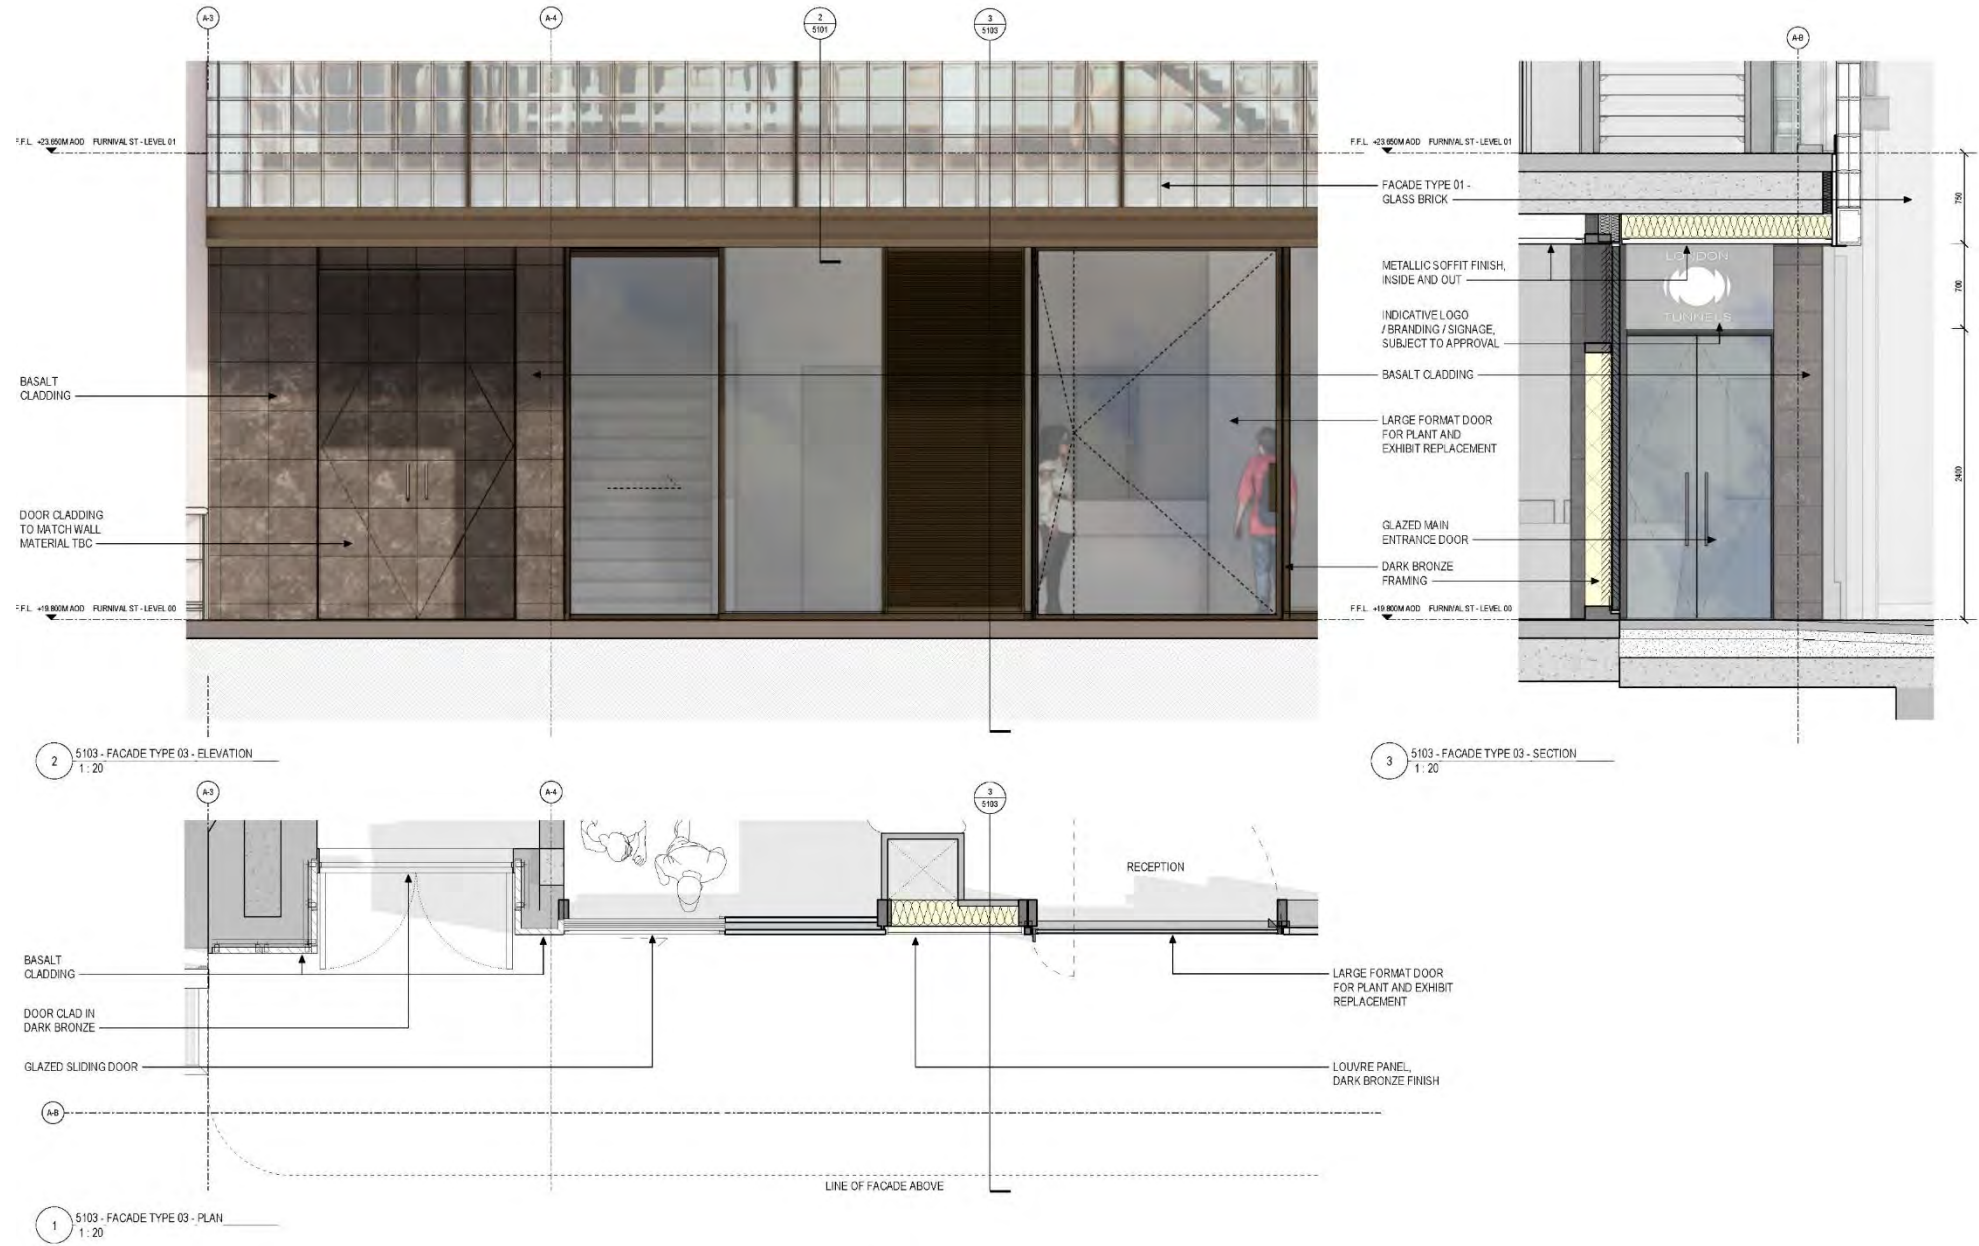 A-3
A-4
2
5101
3
5103
A-B
F.F.L. +23.650M AOD FURNIVAL ST - LEVEL 01
BASALT
CLADDING
DOOR CLADDING
TO MATCH WALL
MATERIAL TBC
F.F.L. +19.800M AOD FURNIVAL ST - LEVEL 00
F.F.L. +23.650M AOD FURNIVAL ST - LEVEL 01
FACADE TYPE 01 -
GLASS BRICK
METALLIC SOFFIT FINISH,
INSIDE AND OUT
INDICATIVE LOGO
/ BRANDING / SIGNAGE,
SUBJECT TO APPROVAL
BASALT CLADDING
LARGE FORMAT DOOR
FOR PLANT AND
EXHIBIT REPLACEMENT
GLAZED MAIN
ENTRANCE DOOR
DARK BRONZE
FRAMING
F.F.L. +19.800M AOD FURNIVAL ST - LEVEL 00
LONDON
TUNNELS
750
700
2400
2
5103 - FACADE TYPE 03 - ELEVATION
1 : 20
3
5103 - FACADE TYPE 03 - SECTION
1 : 20
A-3
A-4
3
5103
RECEPTION
BASALT
CLADDING
DOOR CLAD IN
DARK BRONZE
GLAZED SLIDING DOOR
LARGE FORMAT DOOR
FOR PLANT AND EXHIBIT
REPLACEMENT
LOUVRE PANEL,
DARK BRONZE FINISH
A-B
LINE OF FACADE ABOVE
1
5103 - FACADE TYPE 03 - PLAN
1 : 20